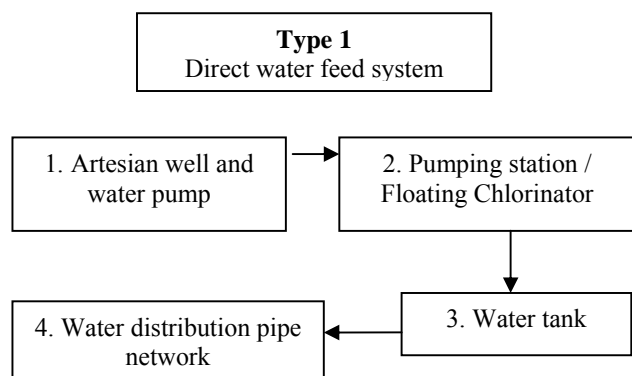 Type 1
Direct water feed system
1. Artesian well and
water pump
2. Pumping station /
Floating Chlorinator
3. Water tank
4. Water distribution pipe
network